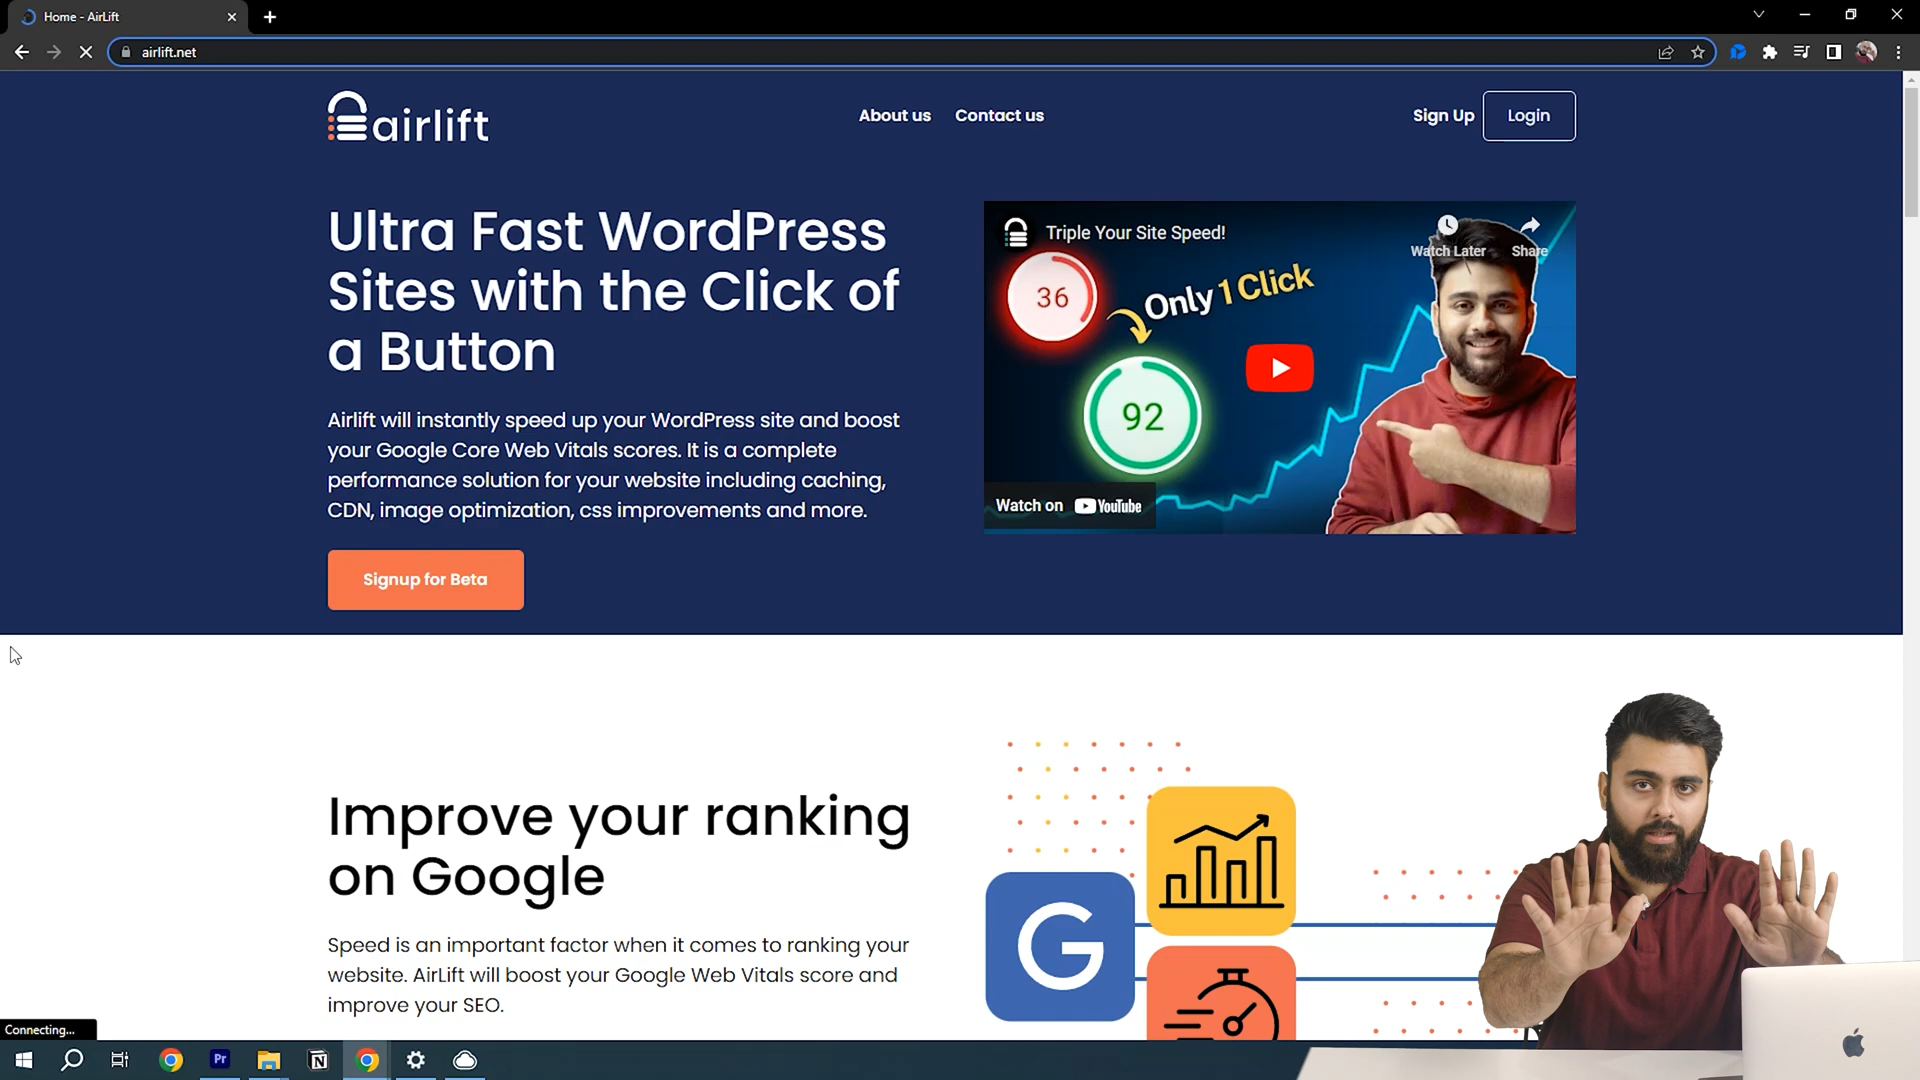 Home - AirLift
airlift.net
airlift
About us
Contact us
Sign Up
Login
Ultra Fast WordPress
Sites with the Click of
a Button
Airlift will instantly speed up your WordPress site and boost
your Google Core Web Vitals scores. It is a complete
performance solution for your website including caching,
CDN, image optimization, css improvements and more.
Signup for Beta
Triple Your Site Speed!
Watch Later
Share
36
Only 1 Click
92
Watch on YouTube
Improve your ranking
on Google
Speed is an important factor when it comes to ranking your
website. AirLift will boost your Google Web Vitals score and
improve your SEO.
G
Connecting...
Pr
N